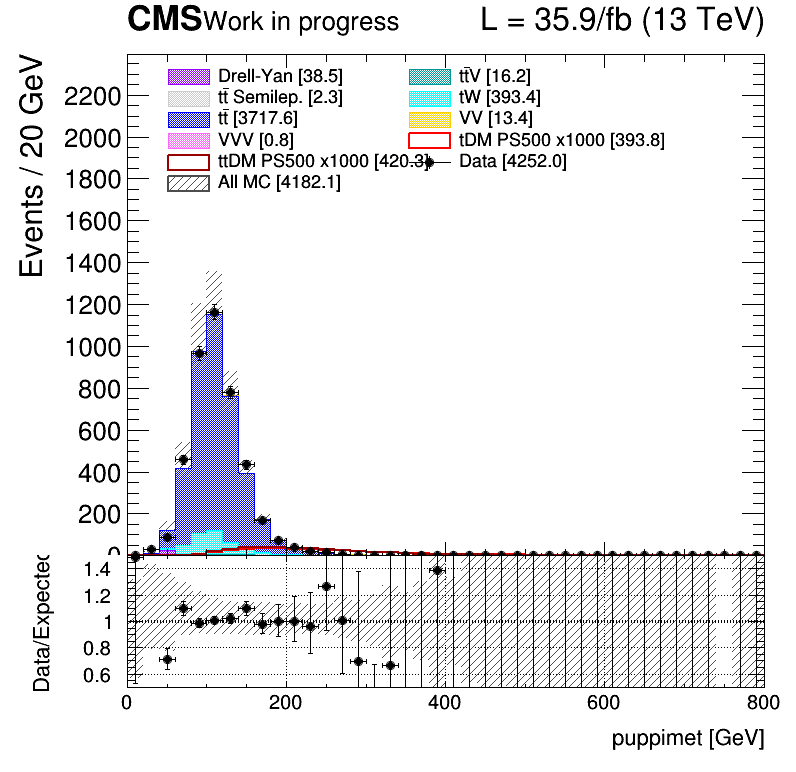 CMS Work in progress L = 35.9/fb (13 TeV)
Events / 20 GeV
Drell-Yan [38.5]
tt̄V [16.2]
tt̄ Semilep. [2.3]
tW [393.4]
tt̄ [3717.6]
VV [13.4]
VVV [0.8]
tDM PS500 x1000 [393.8]
ttDM PS500 x1000 [420.3]
Data [4252.0]
All MC [4182.1]
2200
2000
1800
1600
1400
1200
1000
800
600
400
200
0
Data/Expected
1.4
1.2
1
0.8
0.6
0 200 400 600 800
puppimet [GeV]